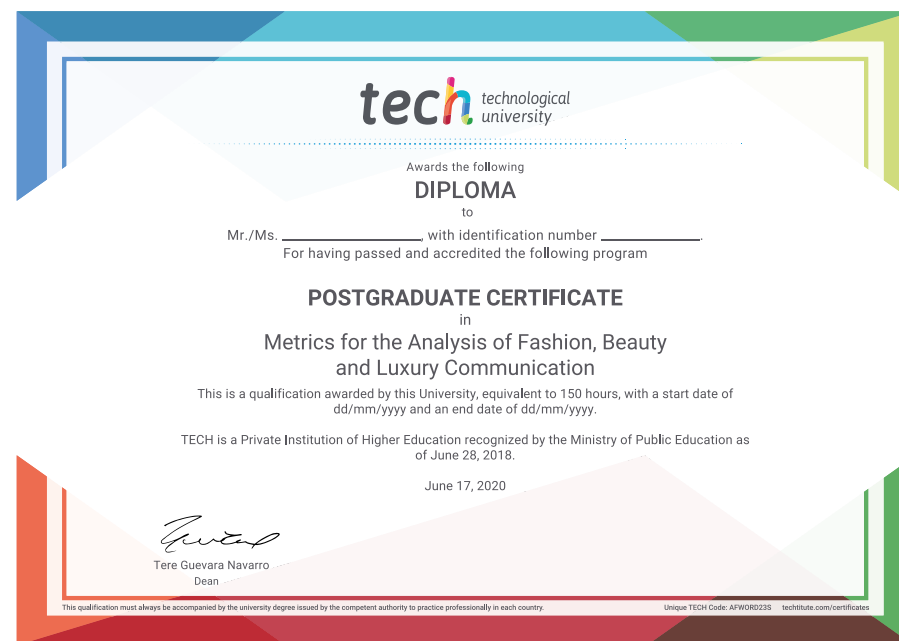 tech technological
university
Awards the following
DIPLOMA
to
Mr./Ms. ____________________, with identification number ______________.
For having passed and accredited the following program
POSTGRADUATE CERTIFICATE
in
Metrics for the Analysis of Fashion, Beauty
and Luxury Communication
This is a qualification awarded by this University, equivalent to 150 hours, with a start date of
dd/mm/yyyy and an end date of dd/mm/yyyy.
TECH is a Private Institution of Higher Education recognized by the Ministry of Public Education as
of June 28, 2018.
June 17, 2020
Tere Guevara Navarro
Dean
This qualification must always be accompanied by the university degree issued by the competent authority to practice professionally in each country. Unique TECH Code: AFWORD23S techtitute.com/certificates